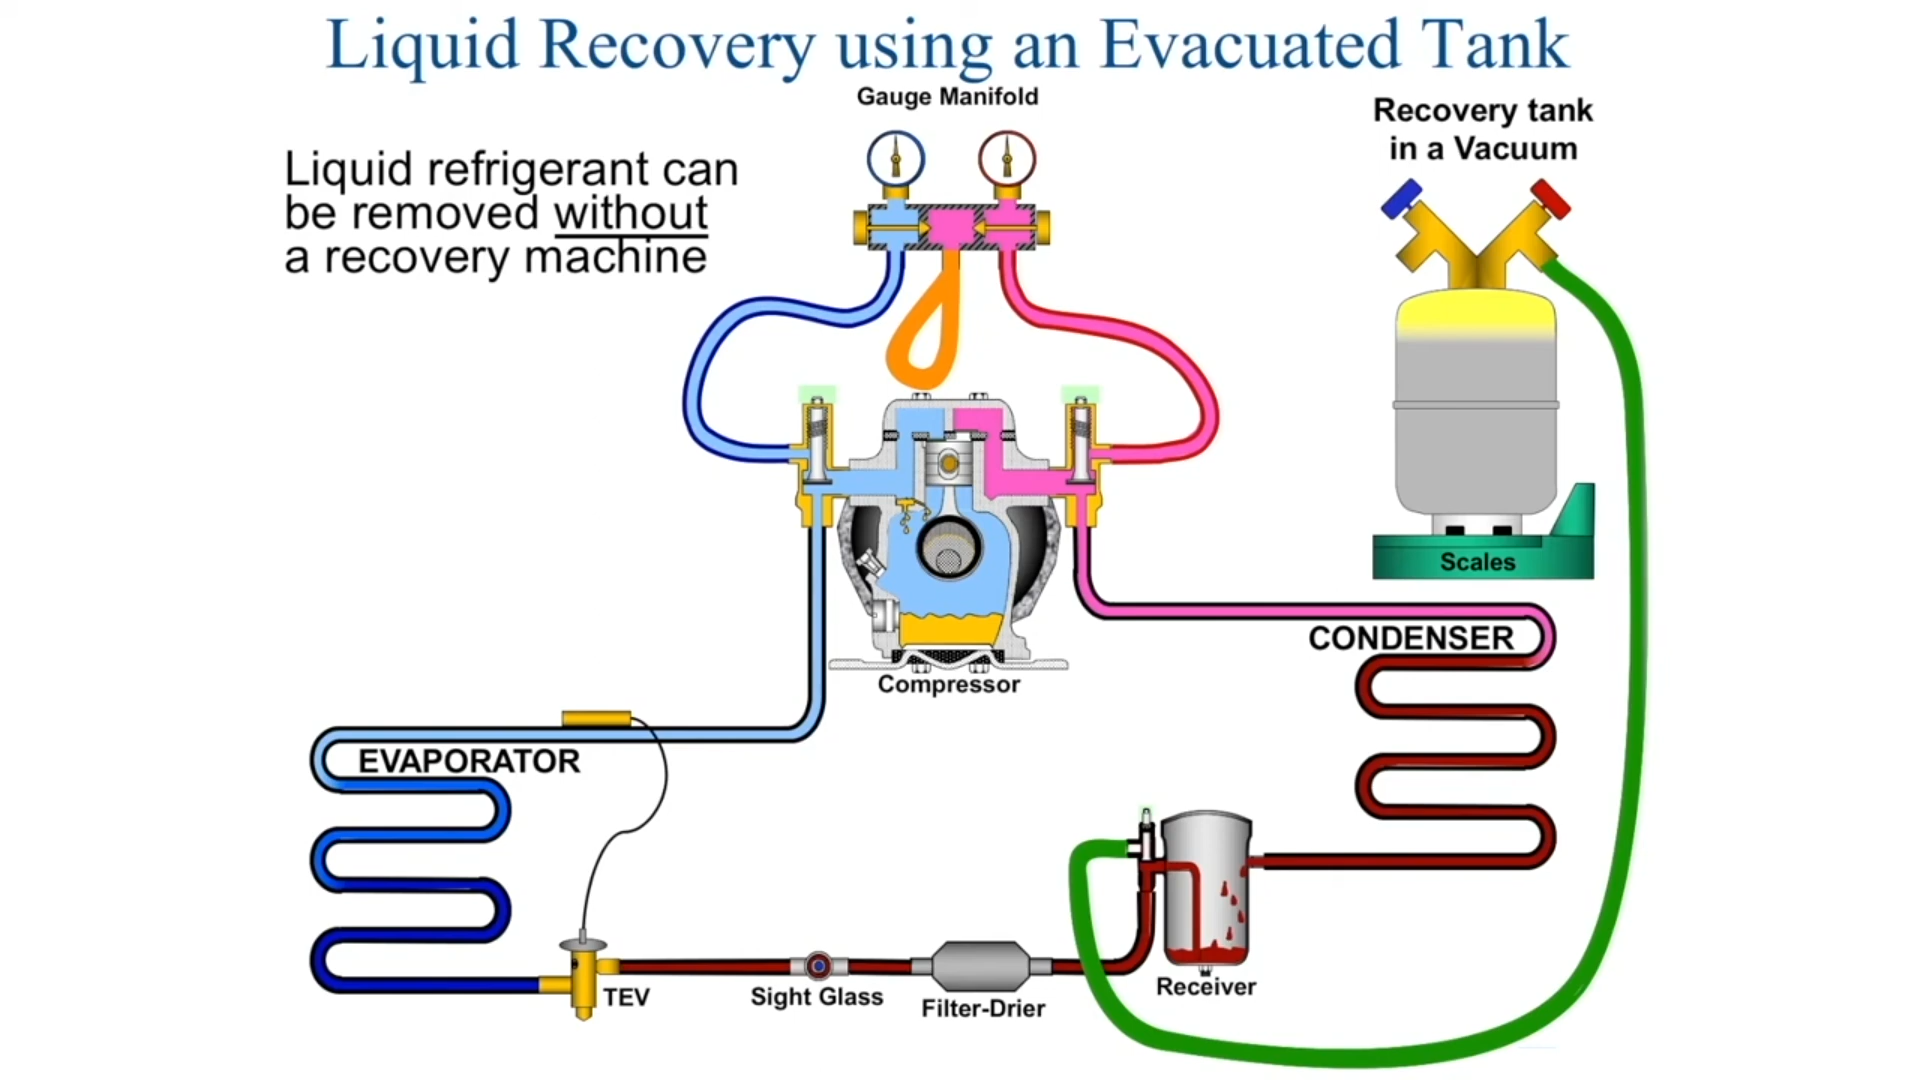 Liquid Recovery using an Evacuated Tank
Gauge Manifold
Recovery tank
in a Vacuum
Liquid refrigerant can
be removed without
a recovery machine
Scales
CONDENSER
Compressor
EVAPORATOR
TEV
Sight Glass
Filter-Drier
Receiver